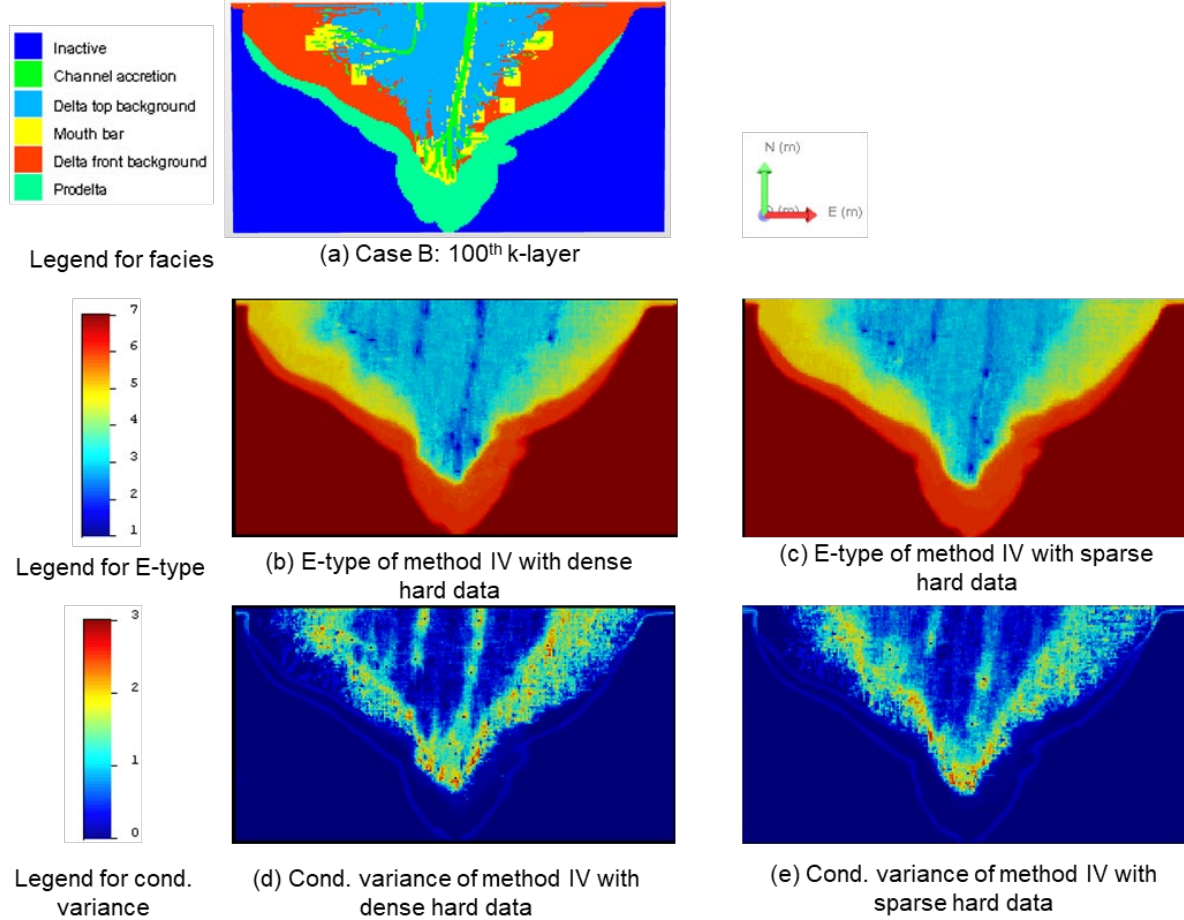 Inactive
Channel accretion
Delta top background
Mouth bar
Delta front background
Prodelta
Legend for facies
(a) Case B: 100th k-layer
N (m)
E (m)
7
6
5
4
3
2
1
Legend for E-type
(b) E-type of method IV with dense
hard data
(c) E-type of method IV with sparse
hard data
3
2
1
0
Legend for cond.
variance
(d) Cond. variance of method IV with
dense hard data
(e) Cond. variance of method IV with
sparse hard data